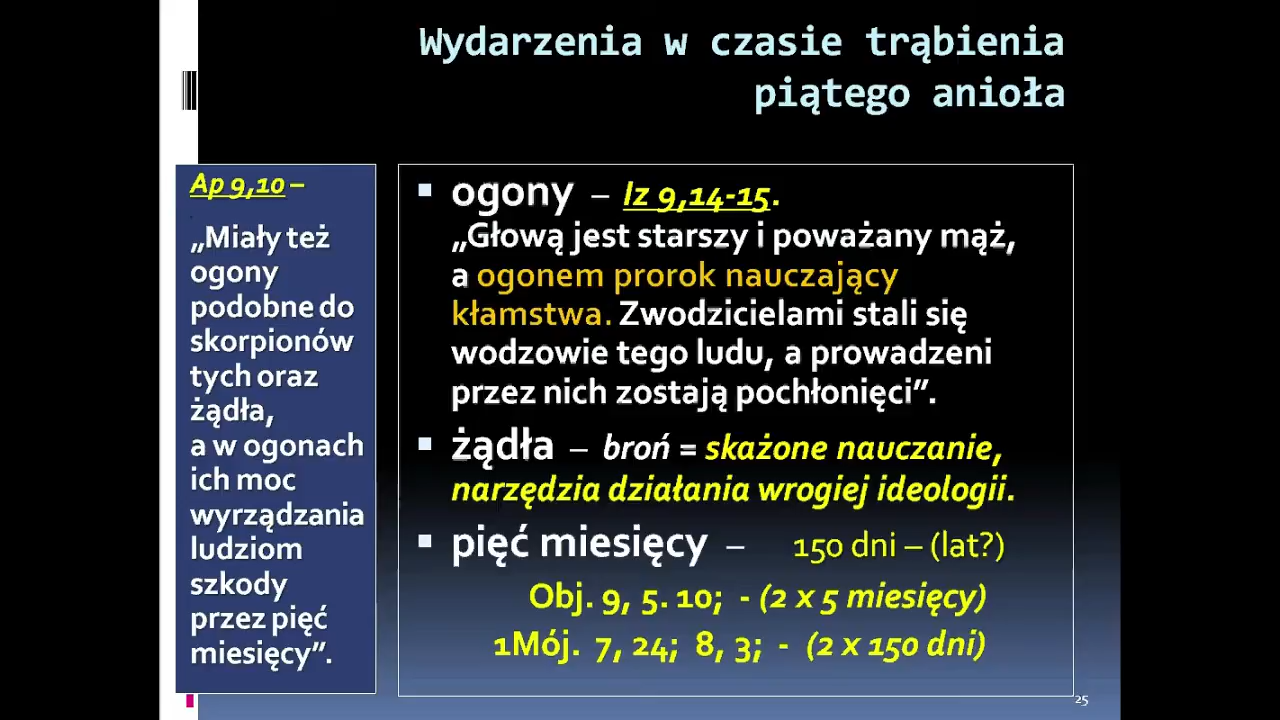 Wydarzenia w czasie trąbienia
piątego anioła
Ap 9,10 –
„Miały też
ogony
podobne do
skorpionów
tych oraz
żądła,
a w ogonach
ich moc
wyrządzania
ludziom
szkody
przez pięć
miesięcy”.
▪ ogony – Iz 9,14-15.
„Głową jest starszy i poważany mąż,
a ogonem prorok nauczający
kłamstwa. Zwodzicielami stali się
wodzowie tego ludu, a prowadzeni
przez nich zostają pochłonięci”.
▪ żądła – broń = skażone nauczanie,
narzędzia działania wrogiej ideologii.
▪ pięć miesięcy – 150 dni – (lat?)
Obj. 9, 5. 10; - (2 x 5 miesięcy)
1Mój. 7, 24; 8, 3; - (2 x 150 dni)
25